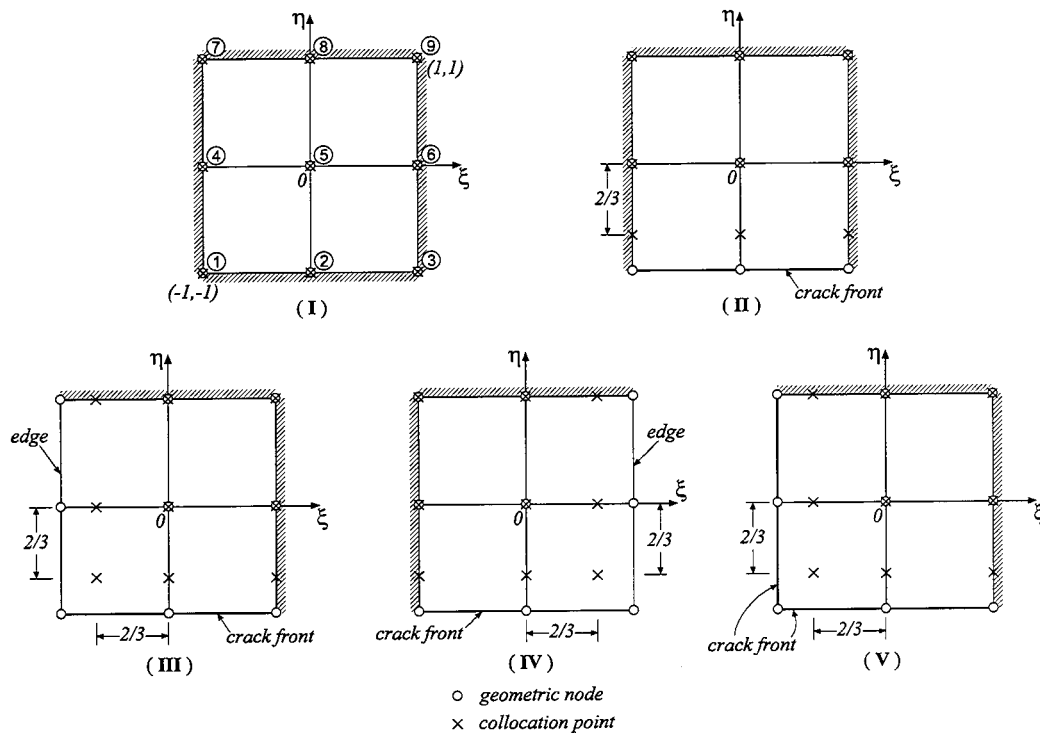 η
⑦ ⑧ ⑨
(1,1)
④ ⑤ ⑥
0 ξ
① ② ③
(-1,-1)
(I)
η
0 ξ
2/3
crack front
(II)
η
edge
0 ξ
2/3
2/3
crack front
(III)
η
edge
0 ξ
2/3
2/3
crack front
(IV)
η
0 ξ
2/3
2/3
crack front
(V)
○ geometric node
× collocation point